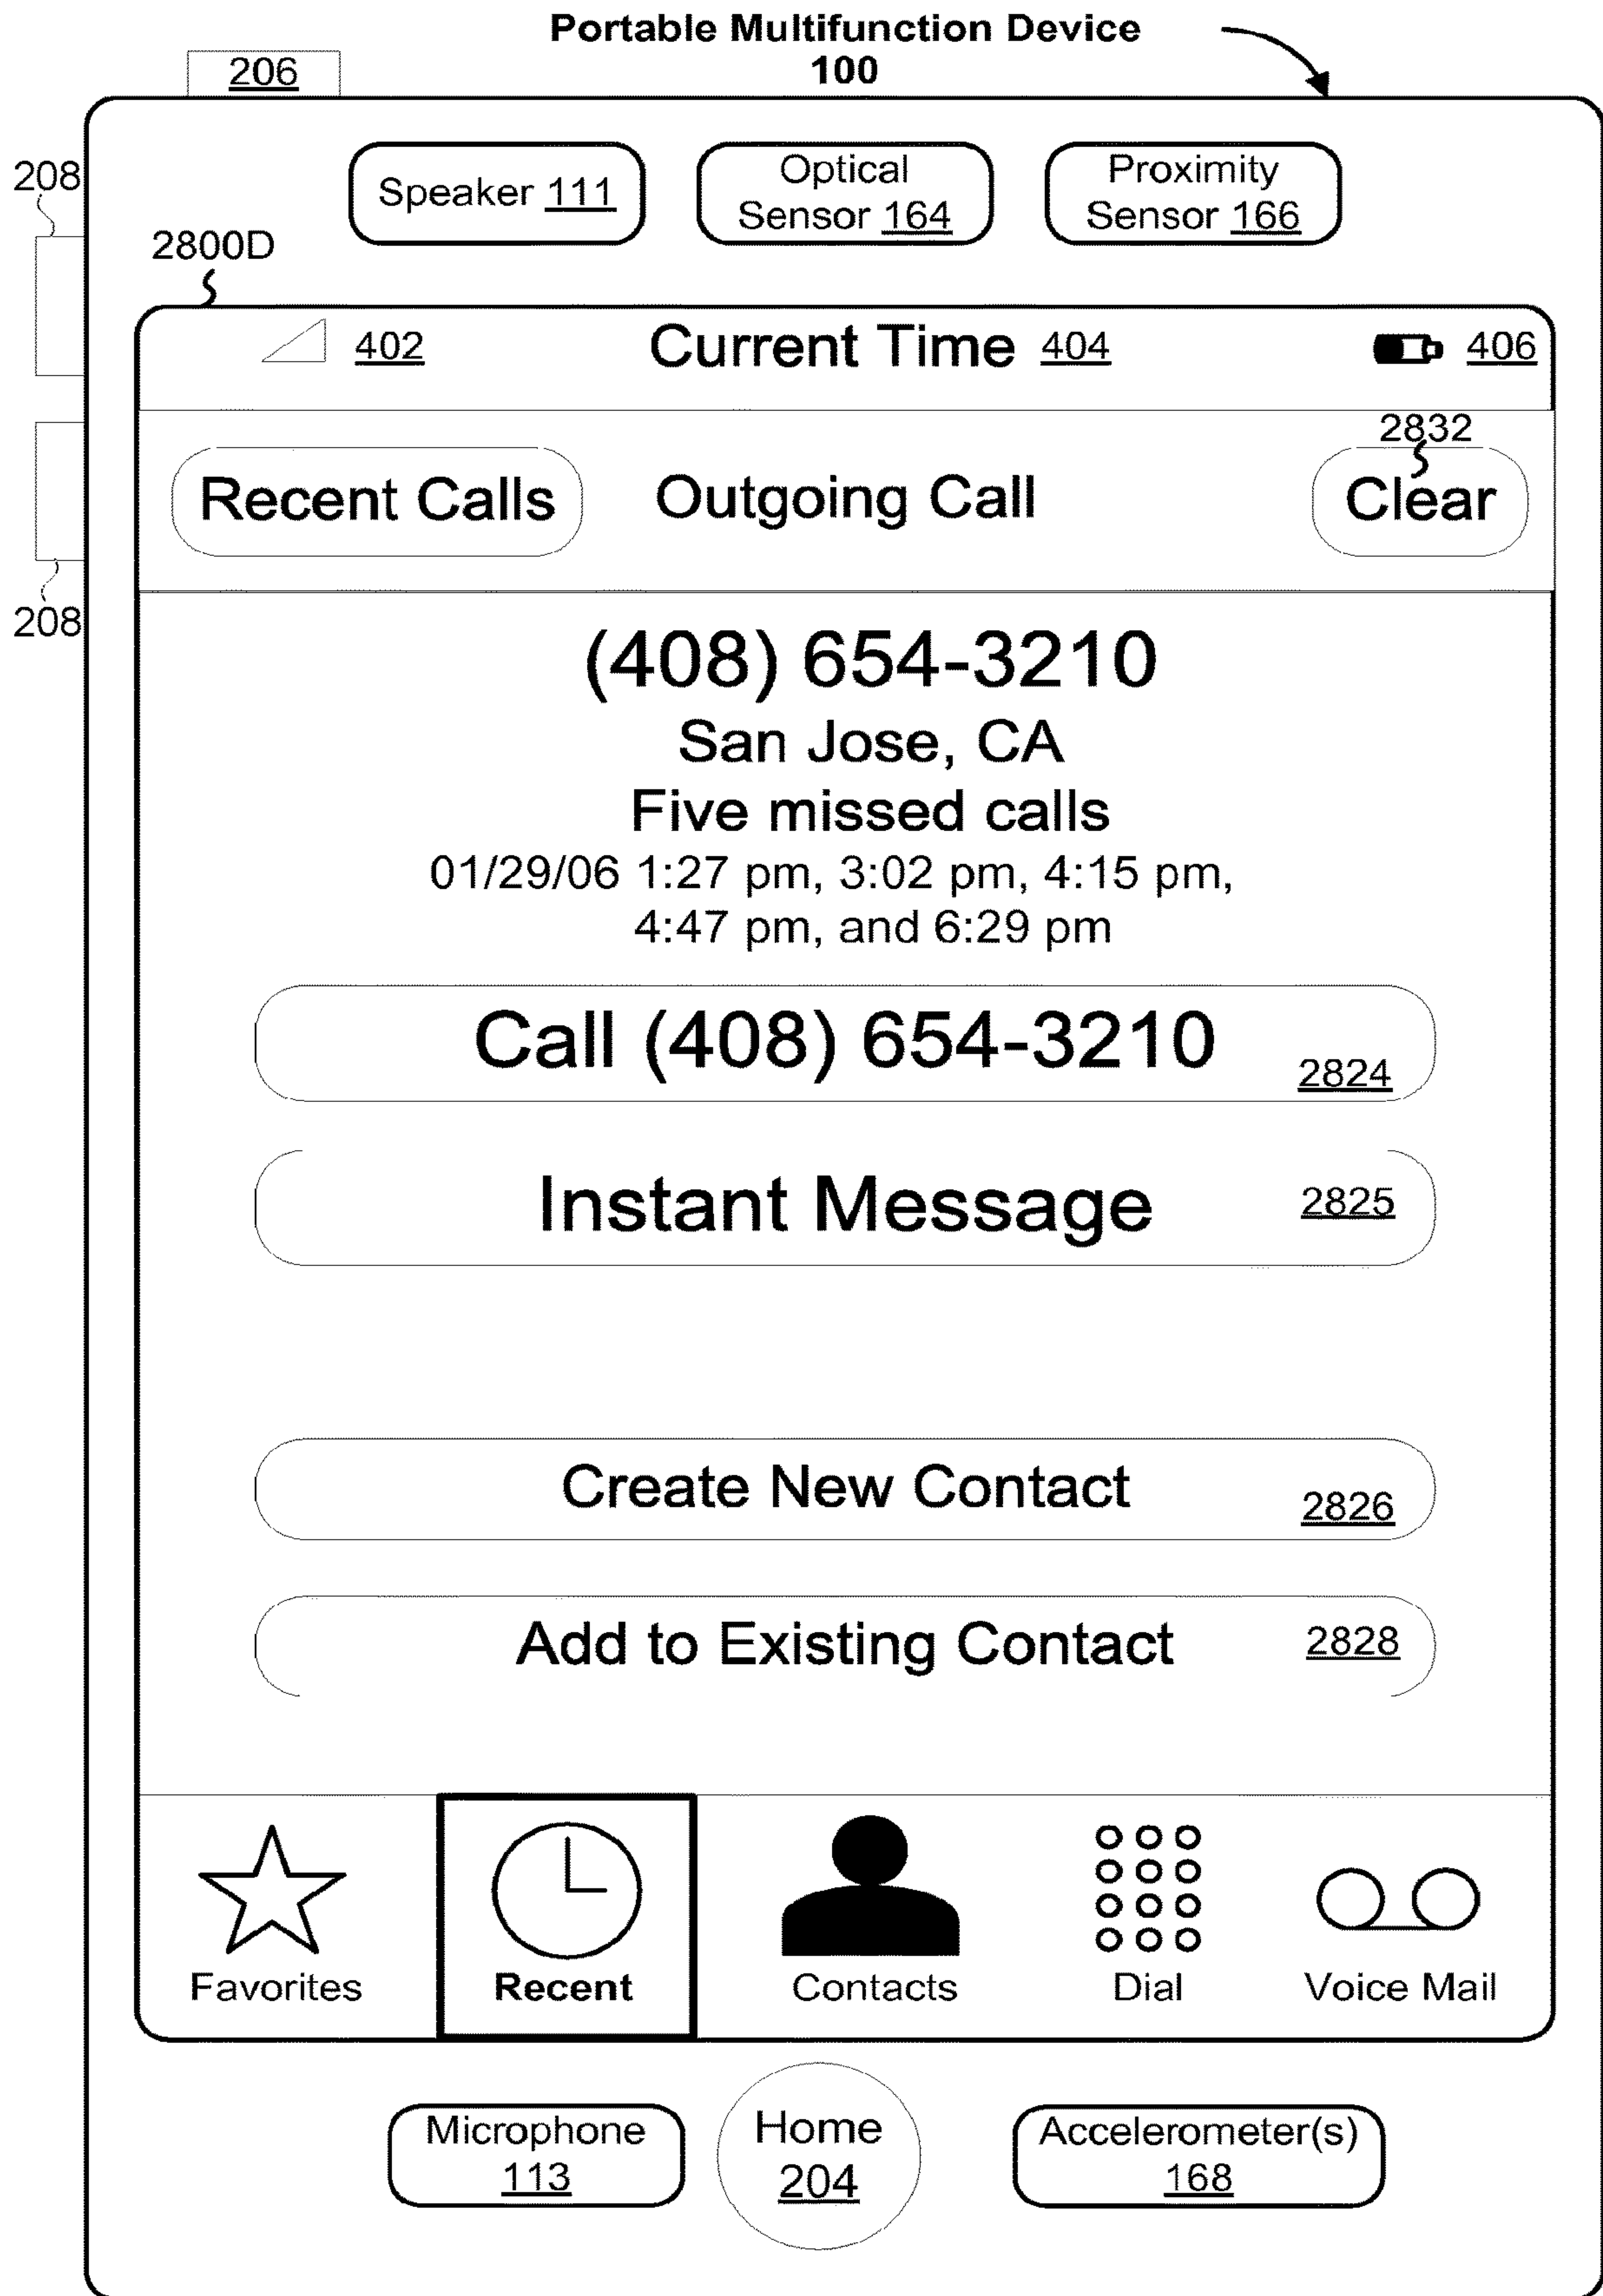 Portable Multifunction Device
100
206
208
Speaker 111
Optical
Sensor 164
Proximity
Sensor 166
2800D
402
Current Time 404
406
2832
Recent Calls
Outgoing Call
Clear
208
(408) 654-3210
San Jose, CA
Five missed calls
01/29/06 1:27 pm, 3:02 pm, 4:15 pm,
4:47 pm, and 6:29 pm
Call (408) 654-3210
2824
Instant Message
2825
Create New Contact
2826
Add to Existing Contact
2828
Favorites
Recent
Contacts
Dial
Voice Mail
Microphone
113
Home
204
Accelerometer(s)
168